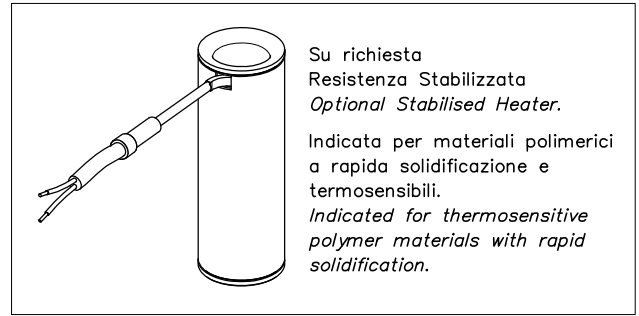 Su richiesta
Resistenza Stabilizzata
Optional Stabilised Heater.
Indicata per materiali polimerici
a rapida solidificazione e
termosensibili.
Indicated for thermosensitive
polymer materials with rapid
solidification.